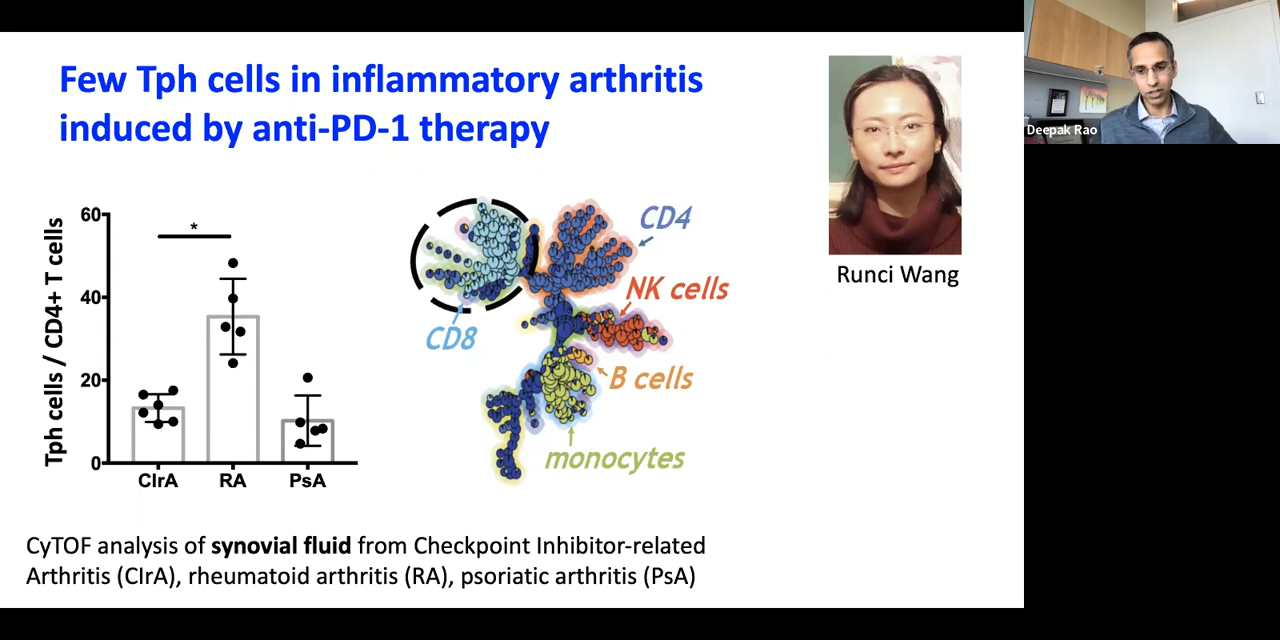 Few Tph cells in inflammatory arthritis
induced by anti-PD-1 therapy
Deepak Rao
Runci Wang
Tph cells / CD4+ T cells
60
40
20
0
*
CIrA
RA
PsA
CD4
NK cells
CD8
B cells
monocytes
CyTOF analysis of synovial fluid from Checkpoint Inhibitor-related
Arthritis (CIrA), rheumatoid arthritis (RA), psoriatic arthritis (PsA)